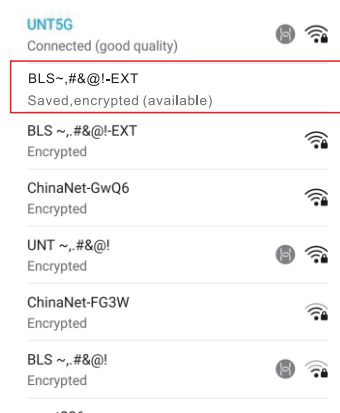 UNT5G
Connected (good quality)
BLS~,#&@!-EXT
Saved,encrypted (available)
BLS ~,.#&@!-EXT
Encrypted
ChinaNet-GwQ6
Encrypted
UNT ~,.#&@!
Encrypted
ChinaNet-FG3W
Encrypted
BLS ~,.#&@!
Encrypted